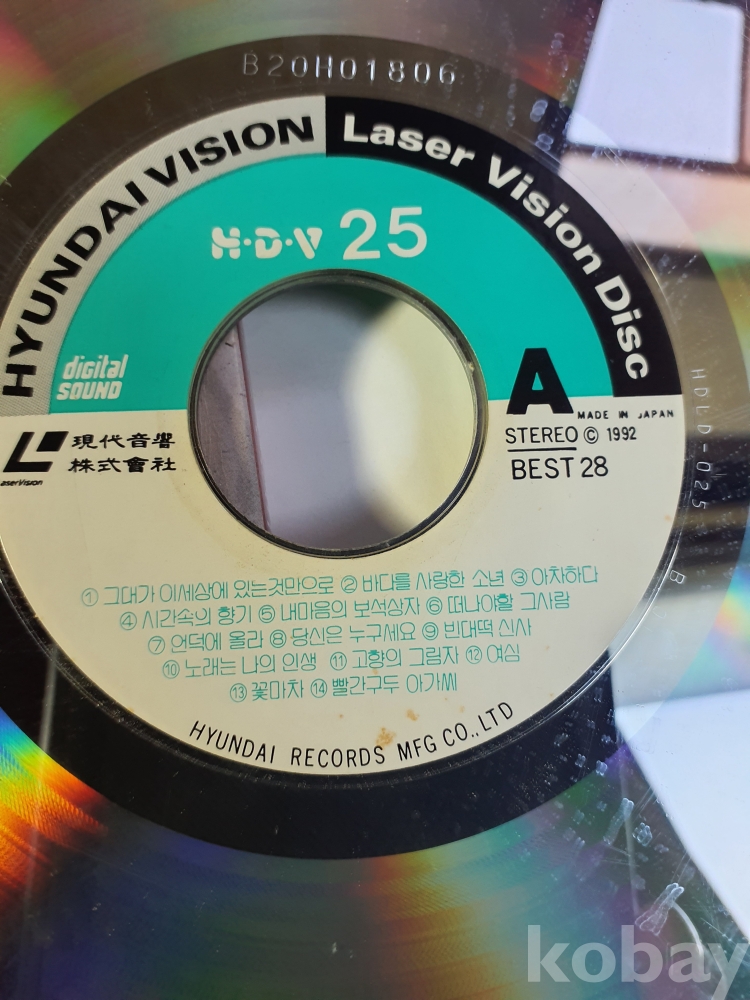 B20H01806
HYUNDAI VISION
Laser Vision Disc
H·D·V 25
digital
SOUND
A
MADE IN JAPAN
LaserVision
現代音響
株式會社
STEREO © 1992
BEST 28
HDLD-025
B
① 그대가 이세상에 있는것만으로 ② 바다를 사랑한 소년 ③ 아차하다
④ 시간속의 향기 ⑤ 내마음의 보석상자 ⑥ 떠나야할 그사람
⑦ 언덕에 올라 ⑧ 당신은 누구세요 ⑨ 빈대떡 신사
⑩ 노래는 나의 인생 ⑪ 고향의 그림자 ⑫ 여심
⑬ 꽃마차 ⑭ 빨간구두 아가씨
HYUNDAI RECORDS MFG CO., LTD
kobay